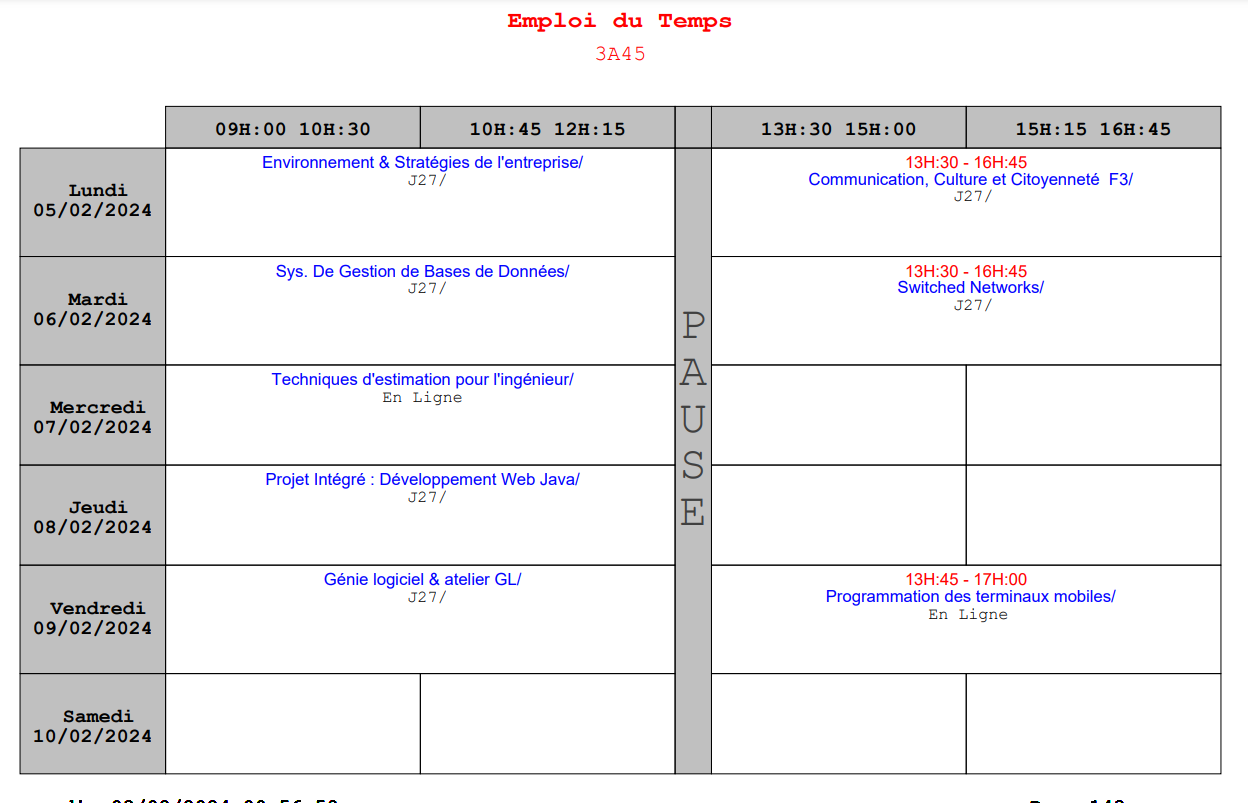 Emploi du Temps
3A45
09H:00 10H:30
10H:45 12H:15
13H:30 15H:00
15H:15 16H:45
Lundi
05/02/2024
Environnement & Stratégies de l'entreprise/
J27/
13H:30 - 16H:45
Communication, Culture et Citoyenneté F3/
J27/
Mardi
06/02/2024
Sys. De Gestion de Bases de Données/
J27/
13H:30 - 16H:45
Switched Networks/
J27/
PAUSE
Mercredi
07/02/2024
Techniques d'estimation pour l'ingénieur/
En Ligne
Jeudi
08/02/2024
Projet Intégré : Développement Web Java/
J27/
Vendredi
09/02/2024
Génie logiciel & atelier GL/
J27/
13H:45 - 17H:00
Programmation des terminaux mobiles/
En Ligne
Samedi
10/02/2024